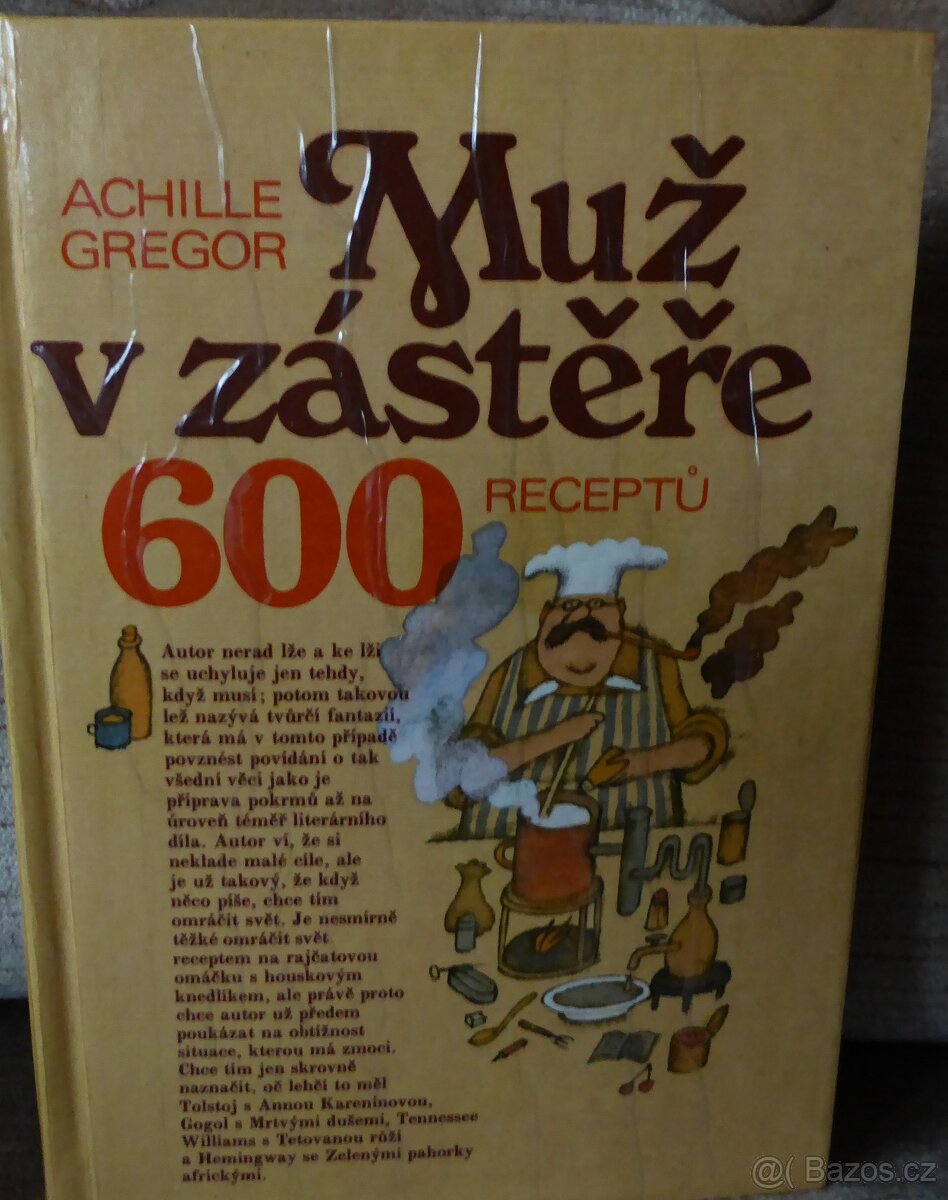 ACHILLE
GREGOR
Muž
v zástěře
600
RECEPTŮ
Autor nerad lže a ke lži
se uchyluje jen tehdy,
když musí; potom takovou
lež nazývá tvůrčí fantazií,
která má v tomto případě
povznést povídání o tak
všední věci jako je
příprava pokrmů až na
úroveň téměř literárního
díla. Autor ví, že si
neklade malé cíle, ale
je už takový, že když
něco píše, chce tím
omráčit svět. Je nesmírně
těžké omráčit svět
receptem na rajčatovou
omáčku s houskovým
knedlíkem, ale právě proto
chce autor už předem
poukázat na obtížnost
situace, kterou má zmoci.
Chce tím jen skrovně
naznačit, oč lehčí to měl
Tolstoj s Annou Kareninovou,
Gogol s Mrtvými dušemi, Tennessee
Williams s Tetovanou růží
a Hemingway se Zelenými pahorky
africkými.
@( Bazos.cz